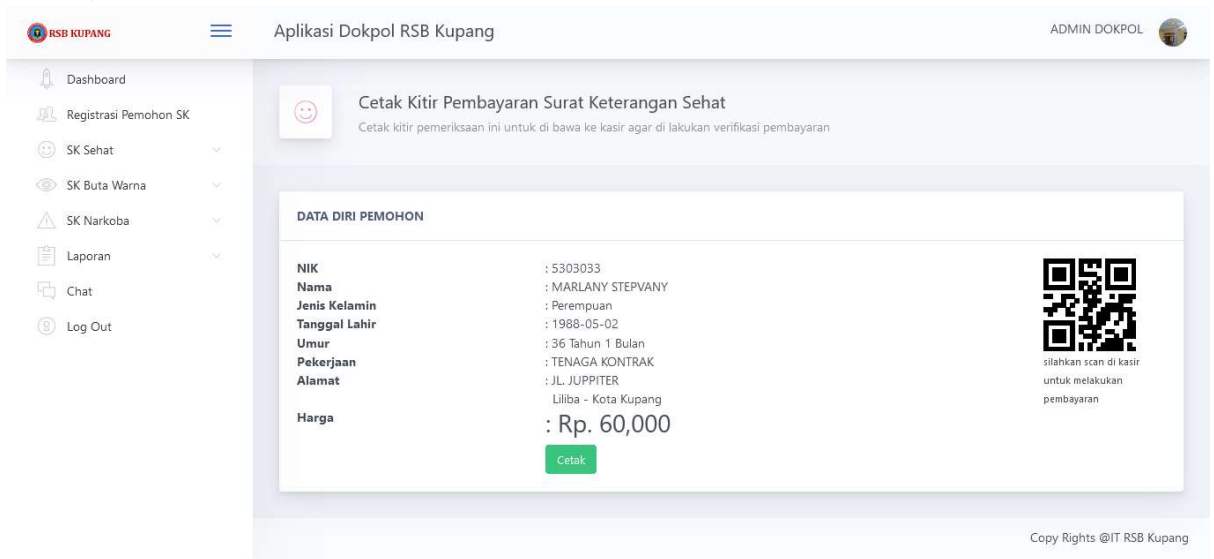 RSB KUPANG
Aplikasi Dokpol RSB Kupang
ADMIN DOKPOL
Dashboard
Registrasi Pemohon SK
SK Sehat
SK Buta Warna
SK Narkoba
Laporan
Chat
Log Out
Cetak Kitir Pembayaran Surat Keterangan Sehat
Cetak kitir pemeriksaan ini untuk di bawa ke kasir agar di lakukan verifikasi pembayaran
DATA DIRI PEMOHON
NIK : 5303033
Nama : MARLANY STEPVANY
Jenis Kelamin : Perempuan
Tanggal Lahir : 1988-05-02
Umur : 36 Tahun 1 Bulan
Pekerjaan : TENAGA KONTRAK
Alamat : JL. JUPPITER
Liliba - Kota Kupang
Harga : Rp. 60,000
Cetak
silahkan scan di kasir
untuk melakukan
pembayaran
Copy Rights @IT RSB Kupang